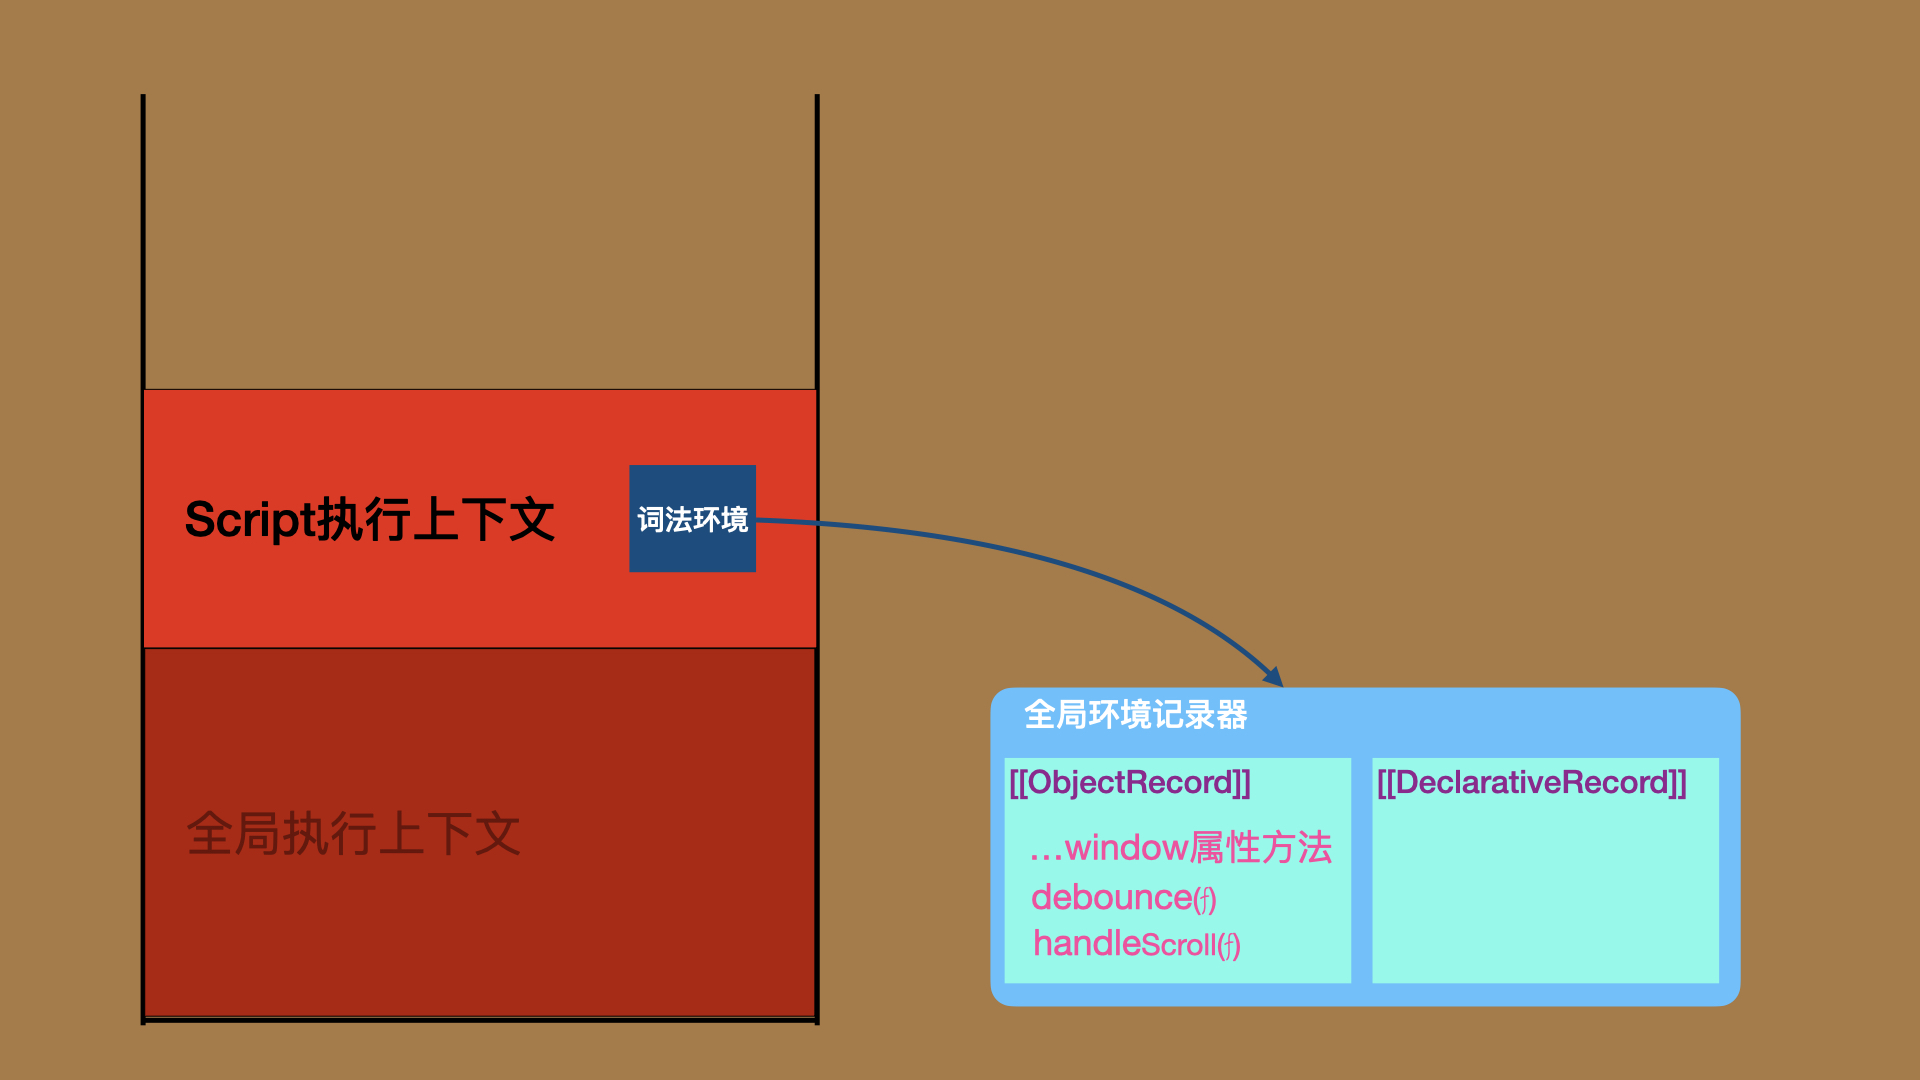 Script执行上下文
词法环境
全局执行上下文
全局环境记录器
[[ObjectRecord]]
...window属性方法
debounce(ƒ)
handleScroll(ƒ)
[[DeclarativeRecord]]